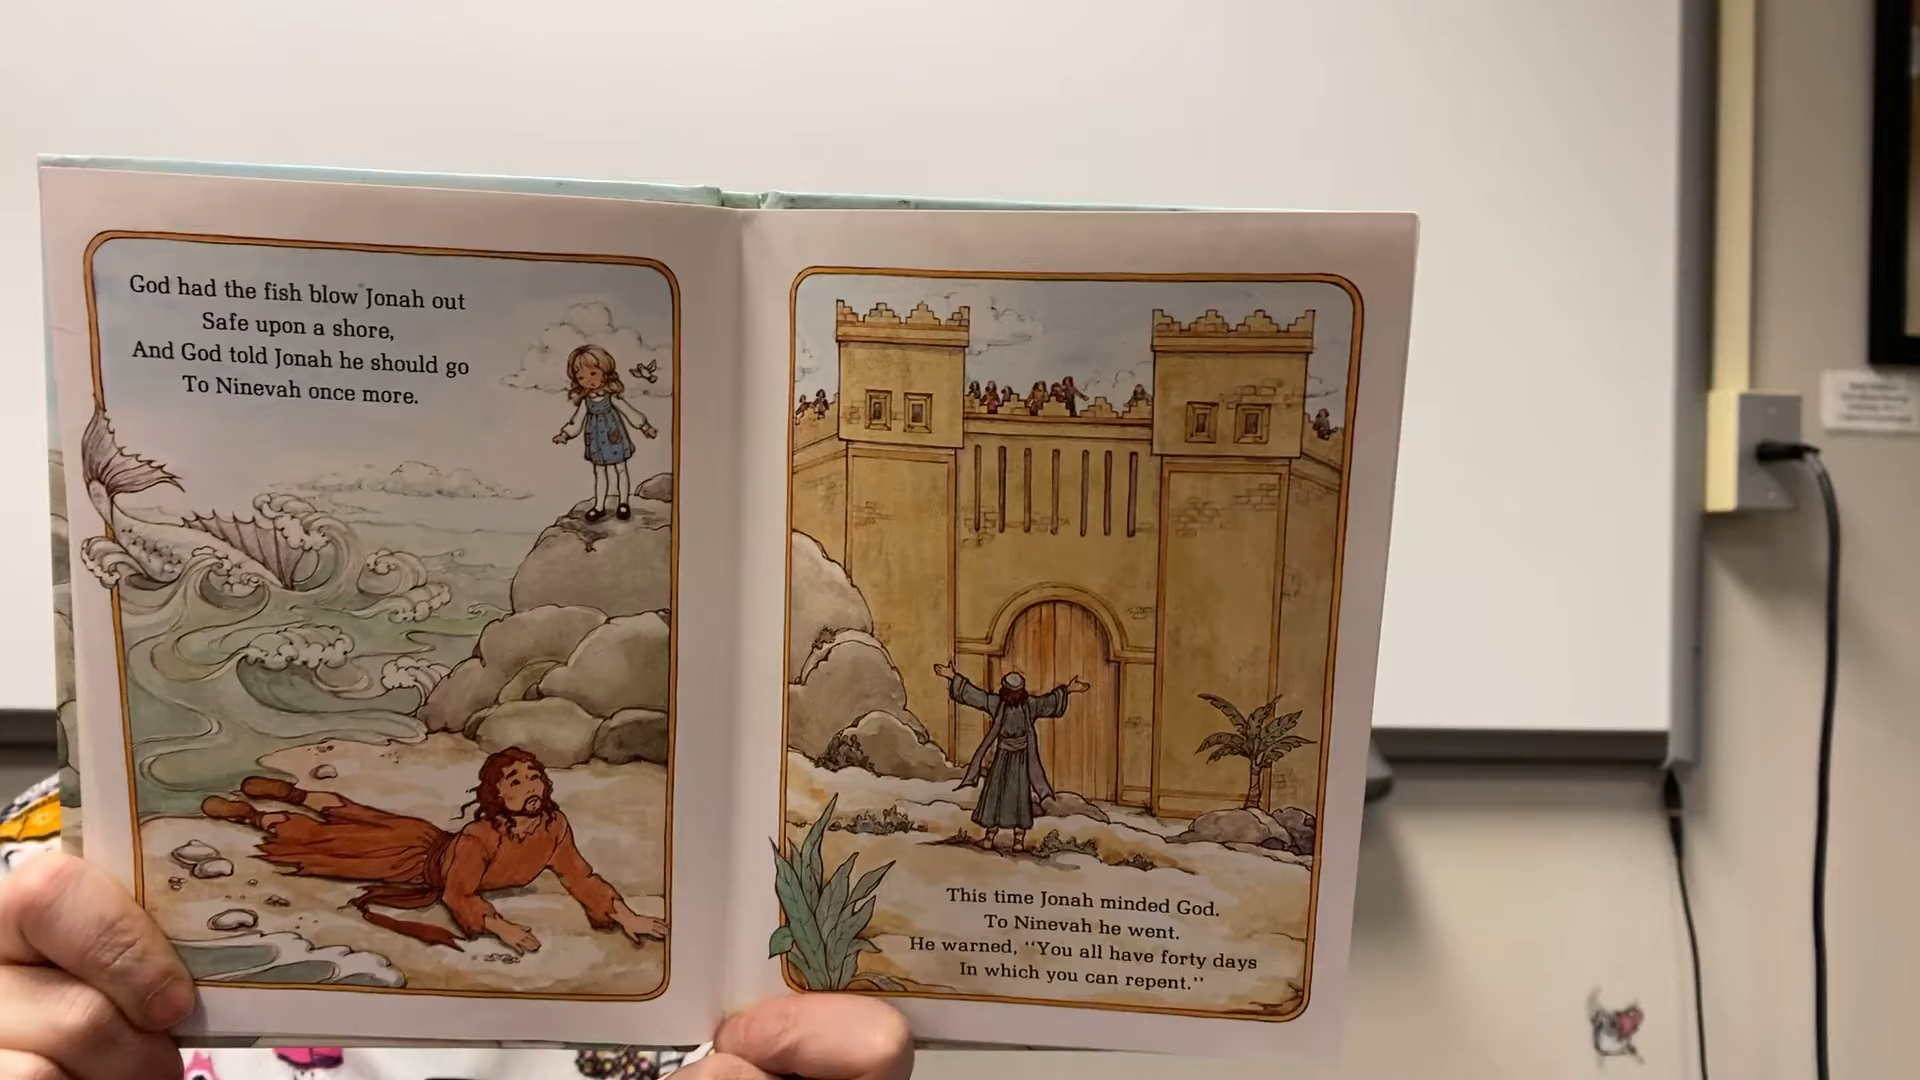 God had the fish blow Jonah out
Safe upon a shore,
And God told Jonah he should go
To Ninevah once more.
This time Jonah minded God.
To Ninevah he went.
He warned, "You all have forty days
In which you can repent."